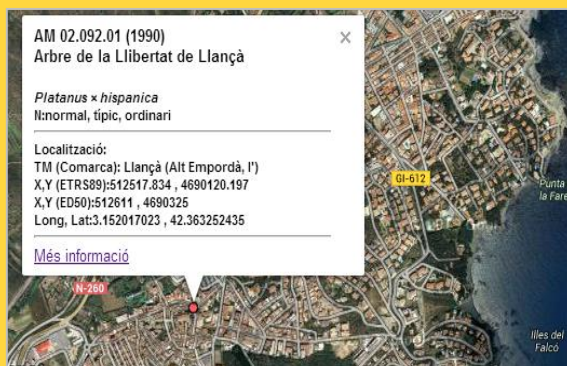 AM 02.092.01 (1990)
Arbre de la Llibertat de Llançà
×
Platanus × hispanica
N:normal, típic, ordinari
Localització:
TM (Comarca): Llançà (Alt Empordà, l')
X,Y (ETRS89):512517.834 , 4690120.197
X,Y (ED50):512611 , 4690325
Long, Lat:3.152017023 , 42.363252435
Més informació
GI-612
Punta
la Fare
N-260
Illes del
Falcó